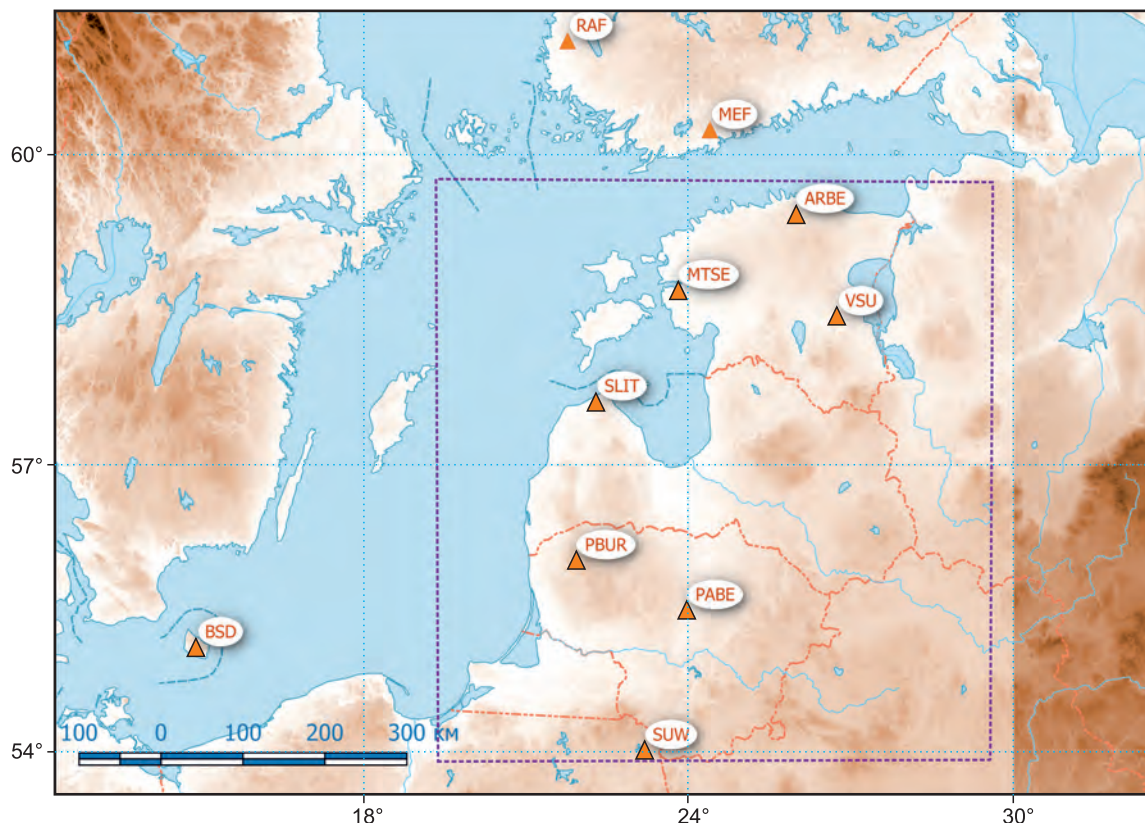 RAF
MEF
60°
ARBE
MTSE
VSU
SLIT
57°
PBUR
PABE
BSD
100 0 100 200 300 км
SUW
54°
18° 24° 30°